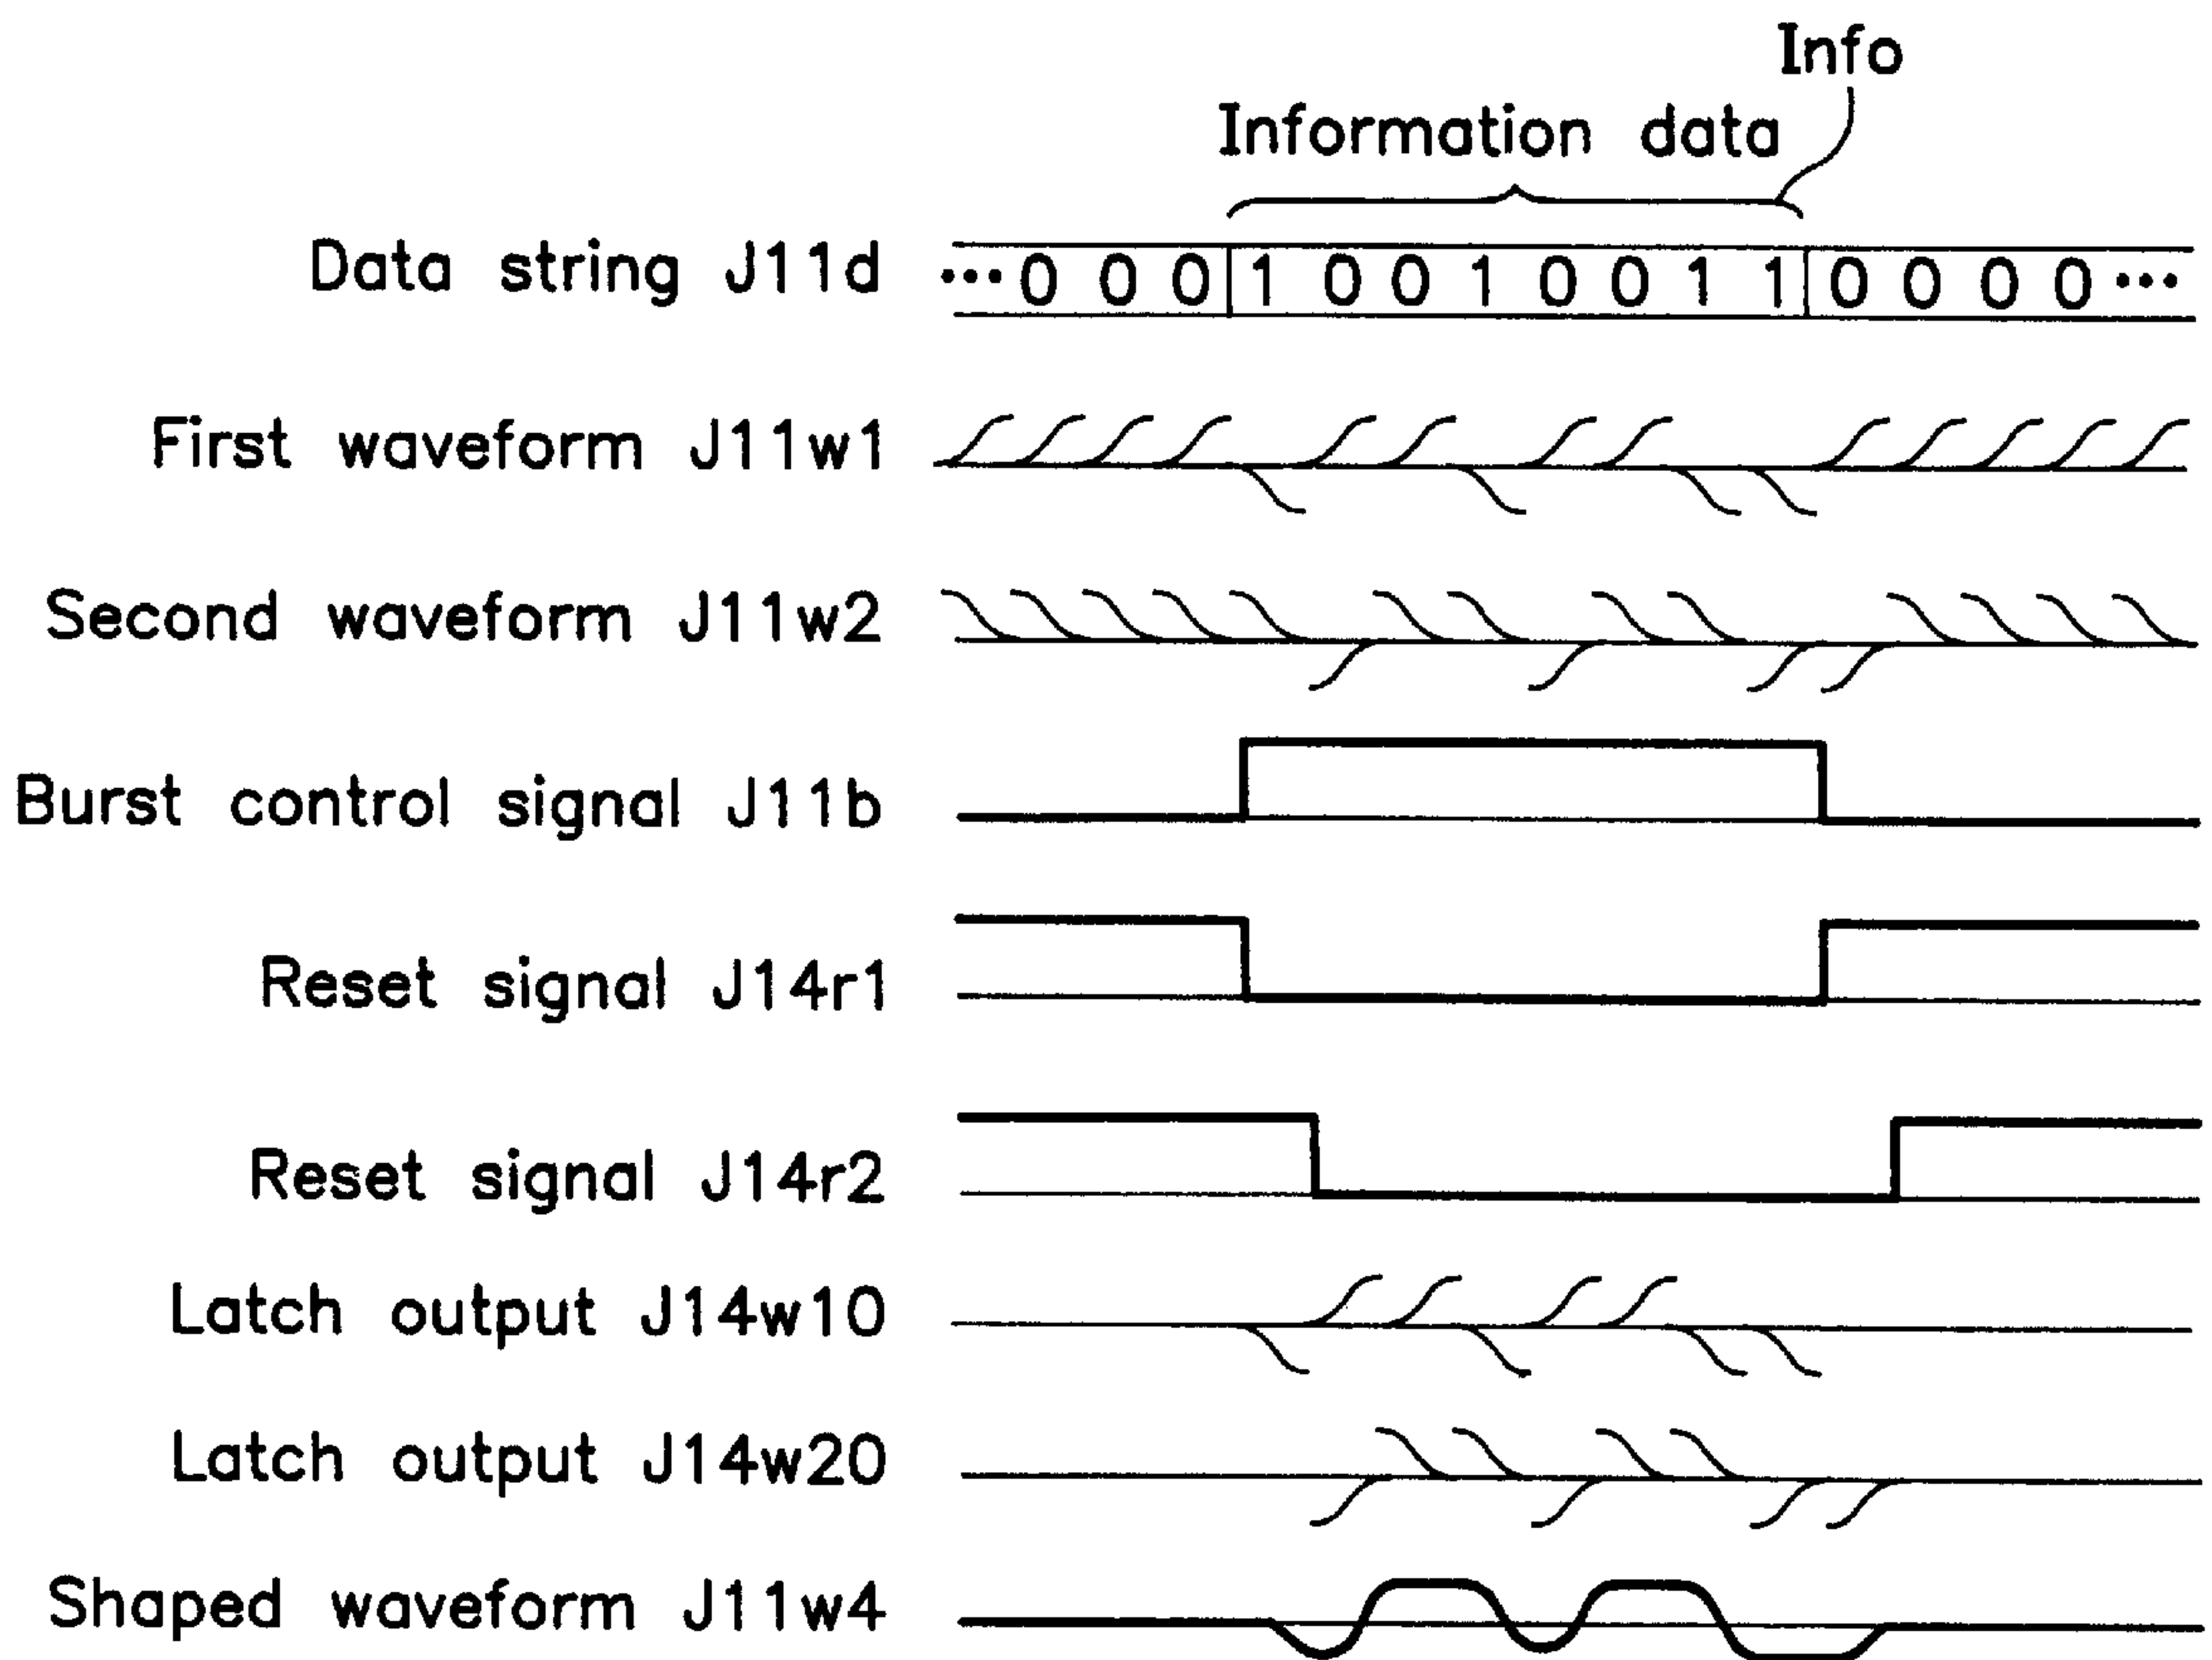 Info
Information data
Data string J11d ···0 0 0 1 0 0 1 0 0 1 1 0 0 0 0···
First waveform J11w1
Second waveform J11w2
Burst control signal J11b
Reset signal J14r1
Reset signal J14r2
Latch output J14w10
Latch output J14w20
Shaped waveform J11w4